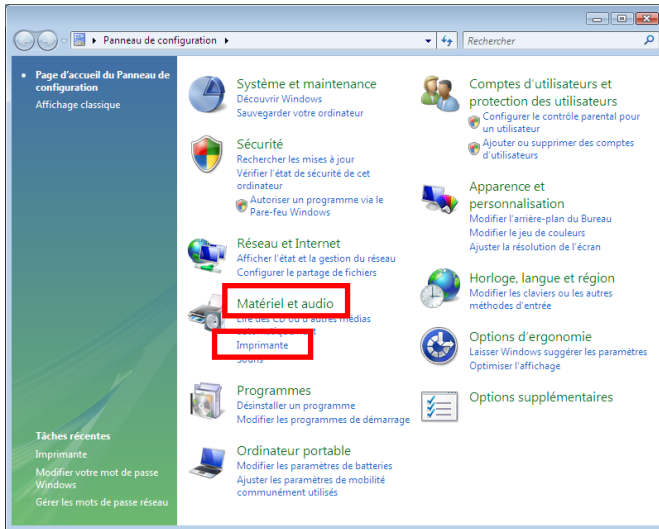 Panneau de configuration
Rechercher
Page d'accueil du Panneau de
configuration
Affichage classique
Système et maintenance
Découvrir Windows
Sauvegarder votre ordinateur
Sécurité
Rechercher les mises à jour
Vérifier l'état de sécurité de cet
ordinateur
Autoriser un programme via le
Pare-feu Windows
Réseau et Internet
Afficher l'état et la gestion du réseau
Configurer le partage de fichiers
Matériel et audio
Lire des CD ou d'autres médias
automatiquement
Imprimante
Souris
Programmes
Désinstaller un programme
Modifier les programmes de démarrage
Ordinateur portable
Modifier les paramètres de batteries
Ajuster les paramètres de mobilité
communément utilisés
Comptes d'utilisateurs et
protection des utilisateurs
Configurer le contrôle parental pour
un utilisateur
Ajouter ou supprimer des comptes
d'utilisateurs
Apparence et
personnalisation
Modifier l'arrière-plan du Bureau
Modifier le jeu de couleurs
Ajuster la résolution de l'écran
Horloge, langue et région
Modifier les claviers ou les autres
méthodes d'entrée
Options d'ergonomie
Laisser Windows suggérer les paramètres
Optimiser l'affichage
Options supplémentaires
Tâches récentes
Imprimante
Modifier votre mot de passe
Windows
Gérer les mots de passe réseau